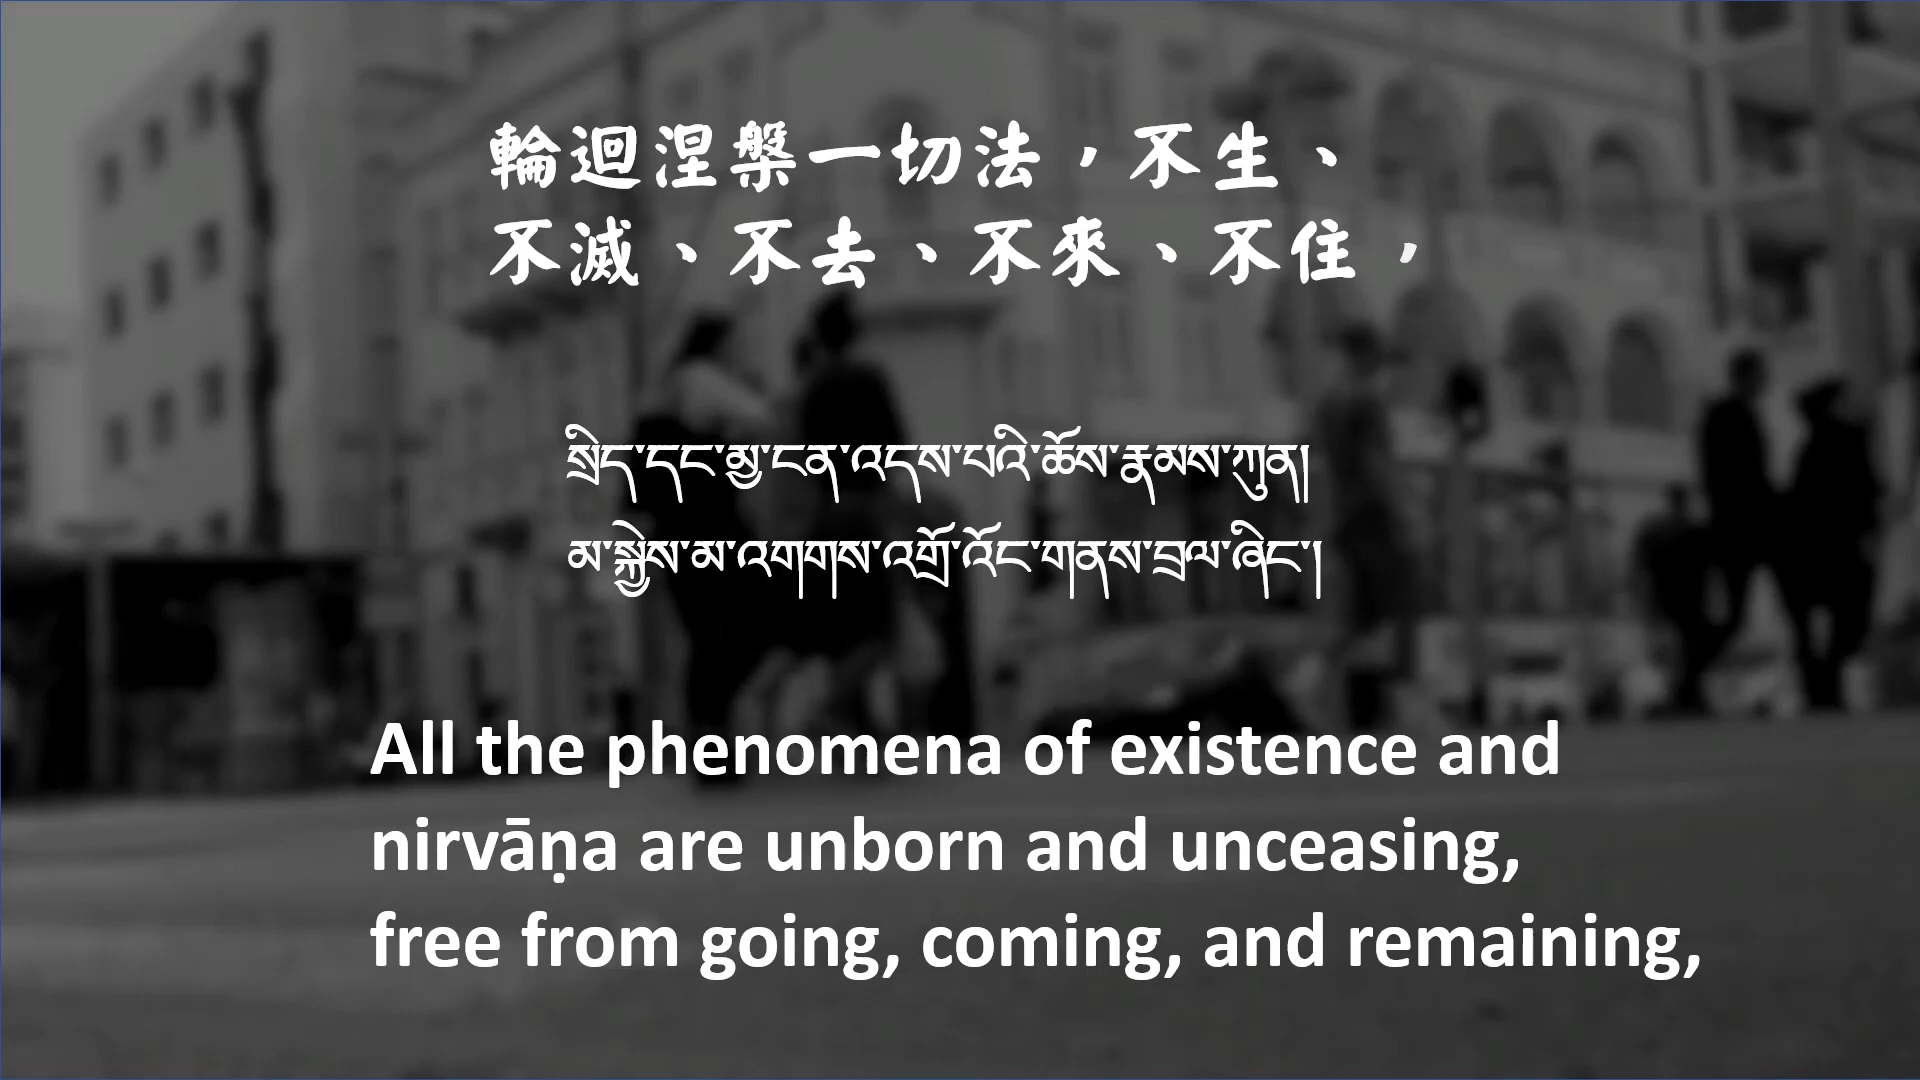 輪迴涅槃一切法，不生、
不滅、不去、不來、不住，
སྲིད་དང་མྱ་ངན་འདས་པའི་ཆོས་རྣམས་ཀུན།
མ་སྐྱེས་མ་འགགས་འགྲོ་འོང་གནས་བྲལ་ཞིང་།
All the phenomena of existence and
nirvāṇa are unborn and unceasing,
free from going, coming, and remaining,